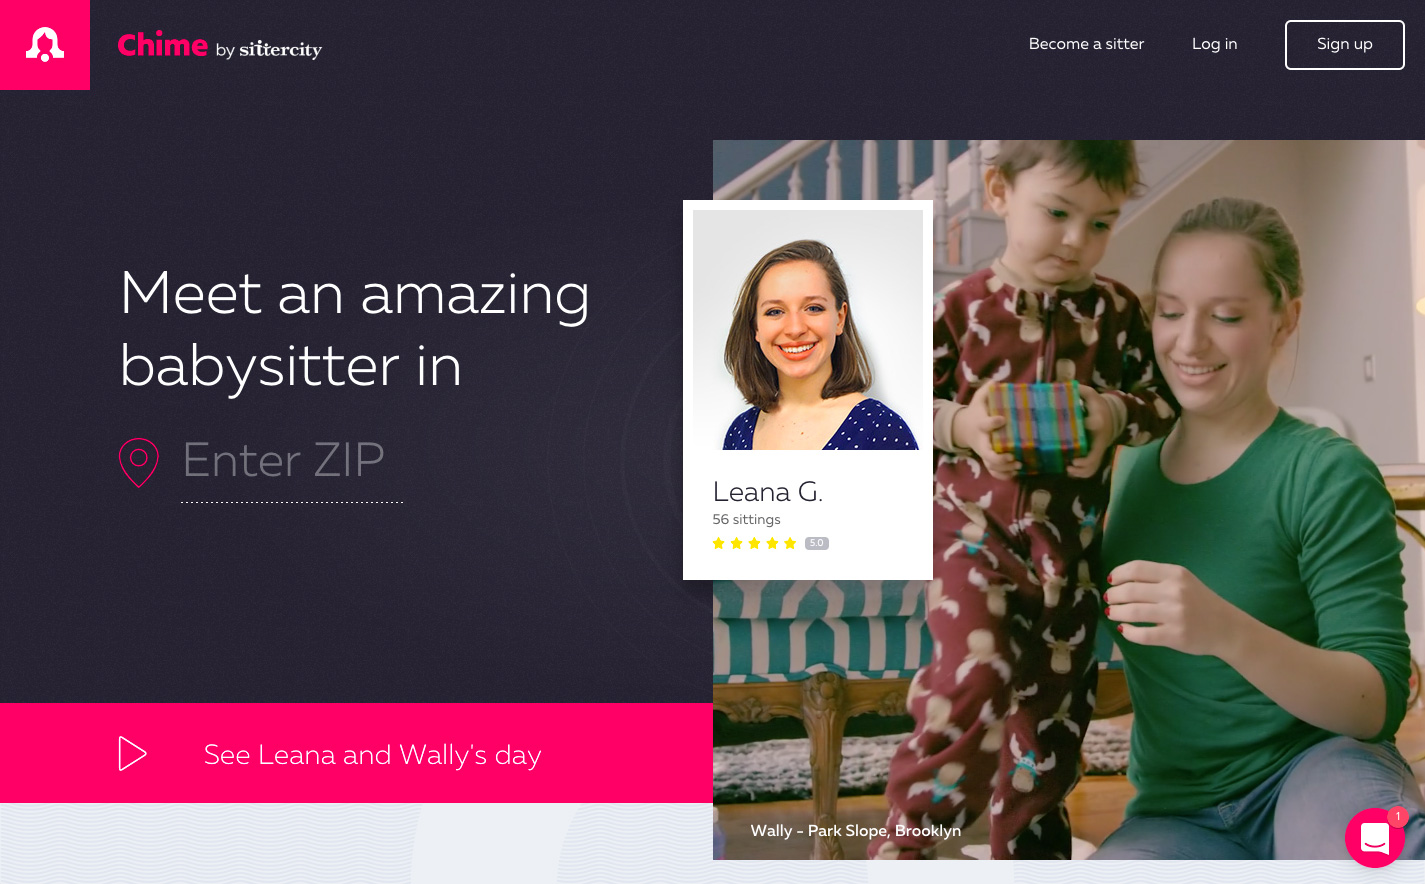 Chime by sittercity
Become a sitter
Log in
Sign up
Meet an amazing
babysitter in
Enter ZIP
Leana G.
56 sittings
5.0
See Leana and Wally's day
Wally - Park Slope, Brooklyn
1